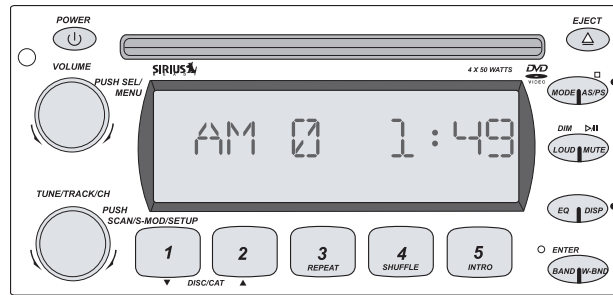 POWER
EJECT
VOLUME
PUSH SEL/
MENU
SIRIUS
4 X 50 WATTS
DVD
VIDEO
MODE AS/PS
AM 0 1:49
DIM
LOUD MUTE
TUNE/TRACK/CH
PUSH
SCAN/S-MOD/SETUP
EQ DISP
1
2
3
REPEAT
4
SHUFFLE
5
INTRO
ENTER
BAND W-BND
▼ DISC/CAT ▲